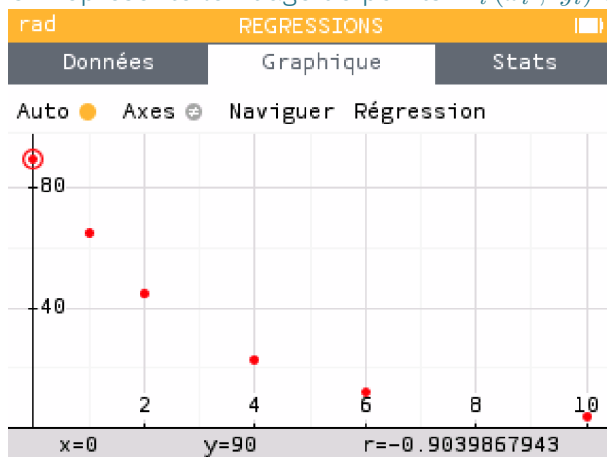 rad REGRESSIONS
Données Graphique Stats
Auto Axes Naviguer Régression
80
40
2 4 6 8 10
x=0 y=90 r=-0.9039867943